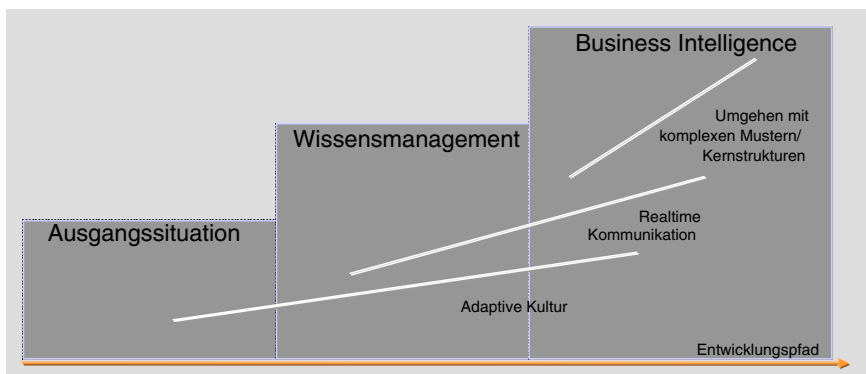 Business Intelligence
Umgehen mit
komplexen Mustern/
Kernstrukturen
Wissensmanagement
Realtime
Kommunikation
Ausgangssituation
Adaptive Kultur
Entwicklungspfad